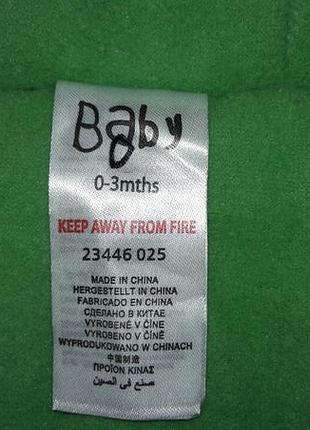 Baby
0-3mths
KEEP AWAY FROM FIRE
23446 025
MADE IN CHINA
HERGESTELLT IN CHINA
FABRICADO EN CHINA
СДЕЛАНО В КИТАЕ
VYROBENÉ V ČÍNE
VYROBENO V ČÍNĚ
WYPRODUKOWANO W CHINACH
中国制造
ΠΡΟΪΟΝ ΚΙΝΑΣ
صنع في الصين